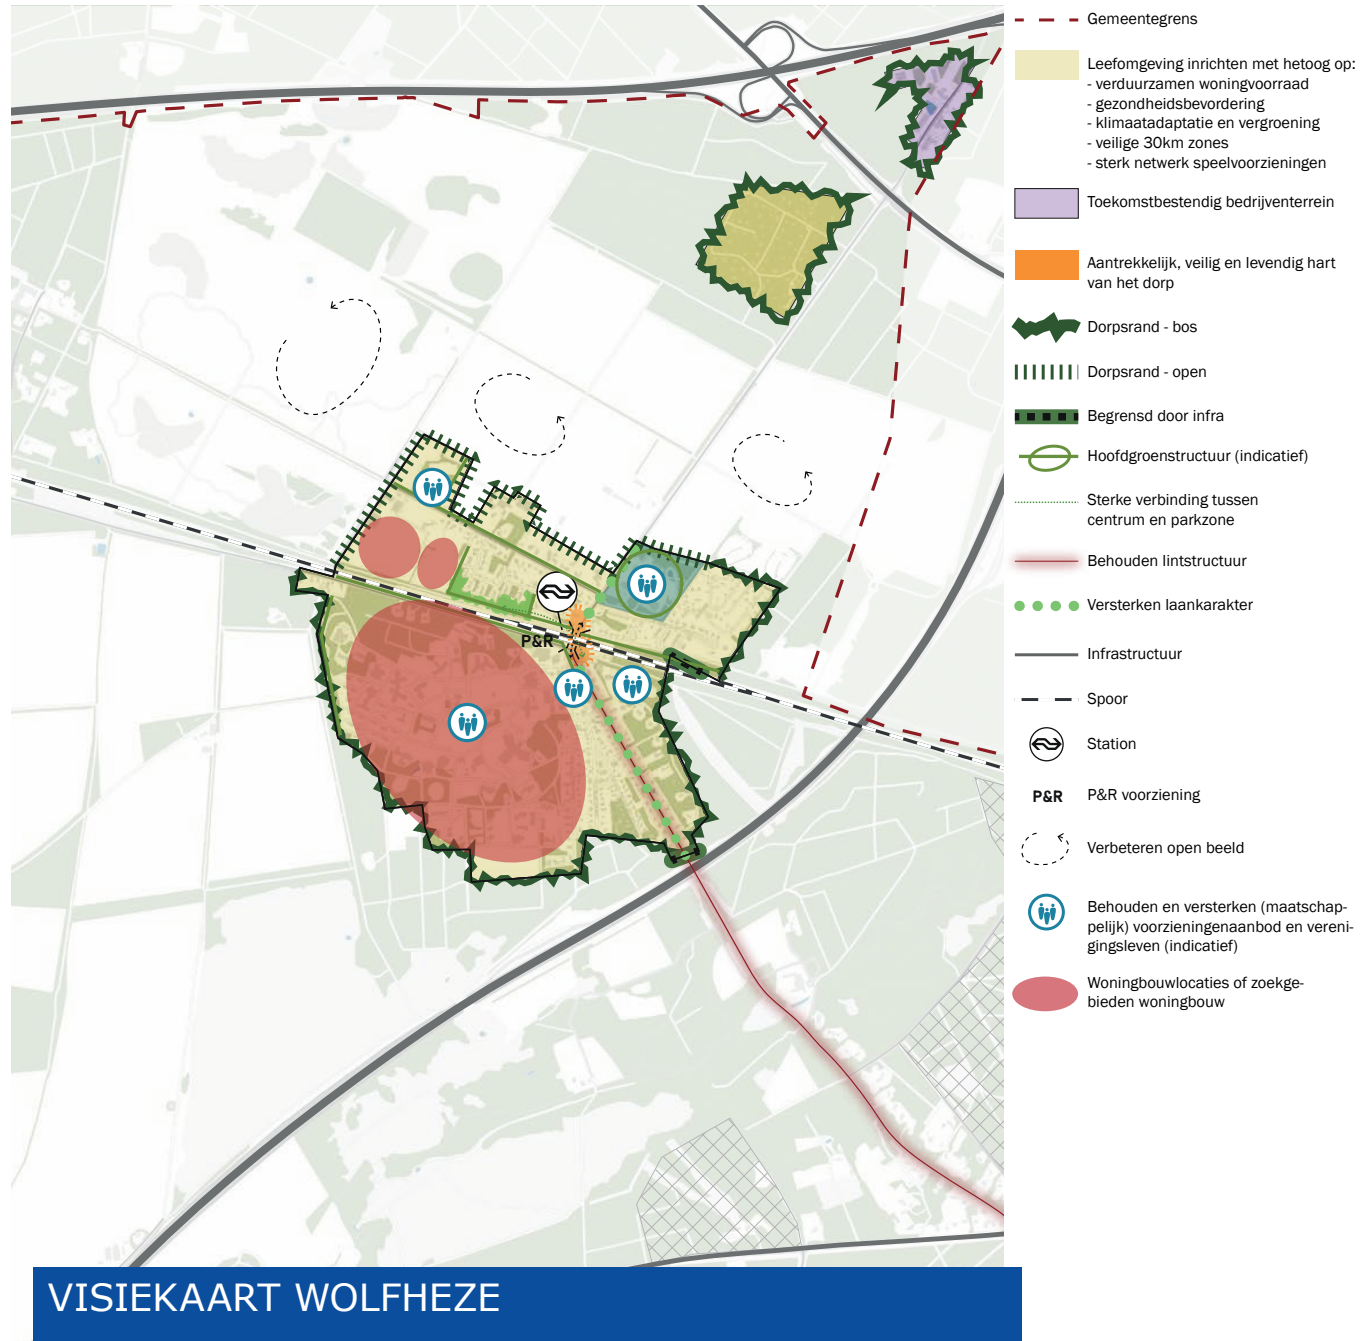 Gemeentegrens
Leefomgeving inrichten met hetoog op:
- verduurzamen woningvoorraad
- gezondheidsbevordering
- klimaatadaptatie en vergroening
- veilige 30km zones
- sterk netwerk speelvoorzieningen
Toekomstbestendig bedrijventerrein
Aantrekkelijk, veilig en levendig hart
van het dorp
Dorpsrand - bos
Dorpsrand - open
Begrensd door infra
Hoofdgroenstructuur (indicatief)
Sterke verbinding tussen
centrum en parkzone
Behouden lintstructuur
Versterken laankarakter
Infrastructuur
Spoor
Station
P&R
P&R voorziening
Verbeteren open beeld
Behouden en versterken (maatschap-
pelijk) voorzieningenaanbod en vereni-
gingsleven (indicatief)
Woningbouwlocaties of zoekge-
bieden woningbouw
P&R
VISIEKAART WOLFHEZE